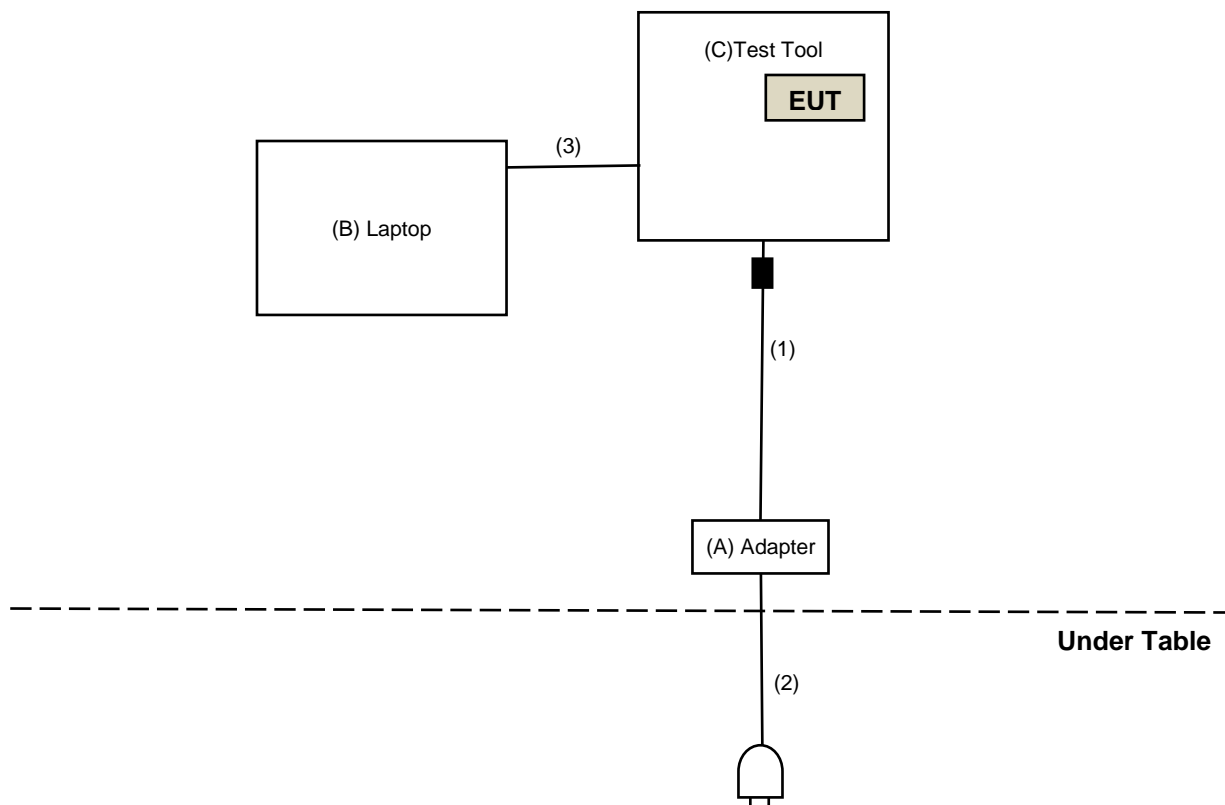 (C)Test Tool
EUT
(3)
(B) Laptop
(1)
(A) Adapter
Under Table
(2)